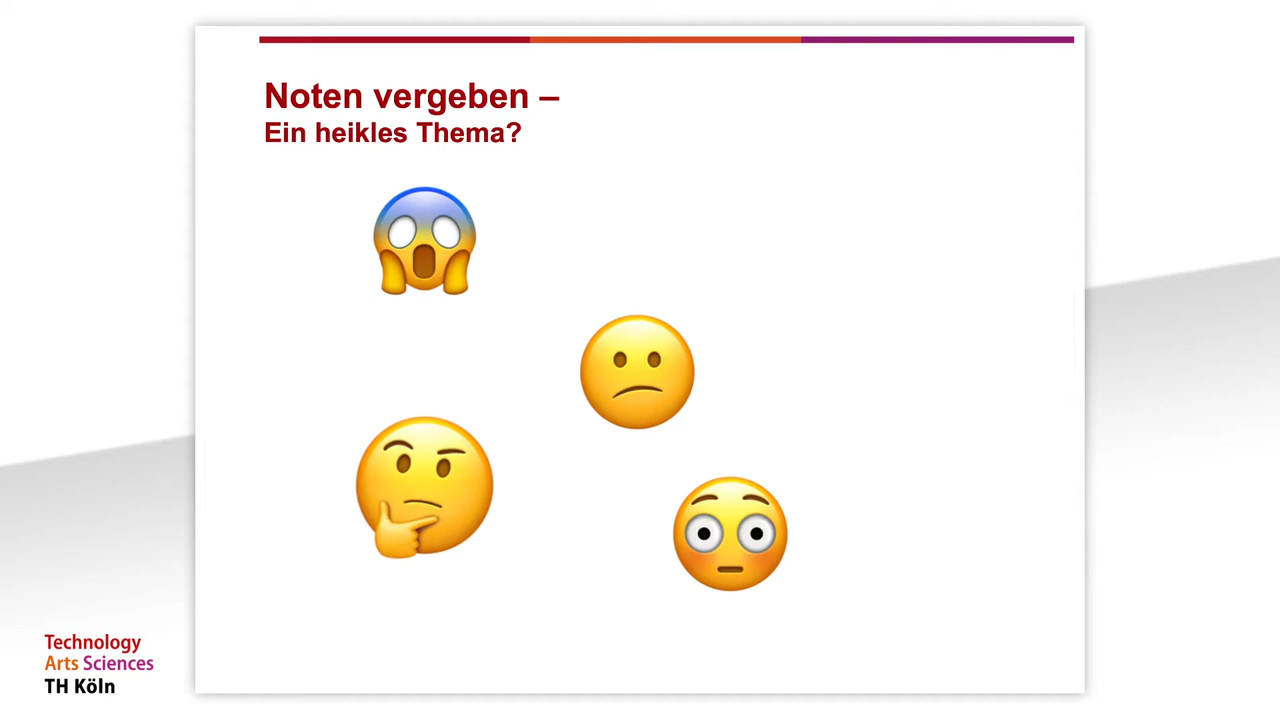 Noten vergeben –
Ein heikles Thema?
Technology
Arts Sciences
TH Köln